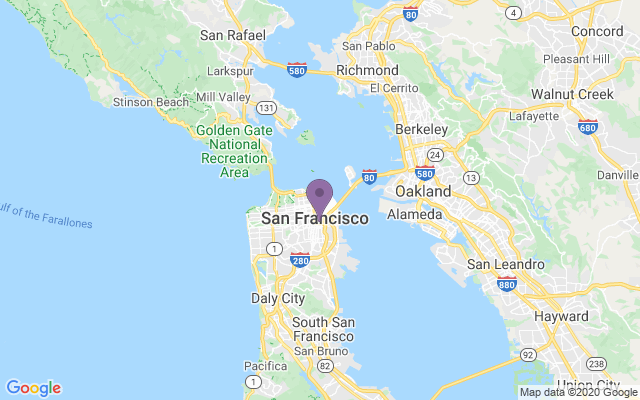 80
4
San Rafael
Concord
San Pablo
Pleasant Hill
Larkspur
580
Richmond
El Cerrito
Walnut Creek
Stinson Beach
Mill Valley
131
Lafayette
Golden Gate
National
Recreation
Area
Berkeley
680
24
80
580
13
Danville
Oakland
Gulf of the Farallones
San Francisco
Alameda
1
280
San Leandro
880
Daly City
Hayward
South San
Francisco
San Bruno
92
Pacifica
82
238
1
Union City
Google
Map data ©2020 Google